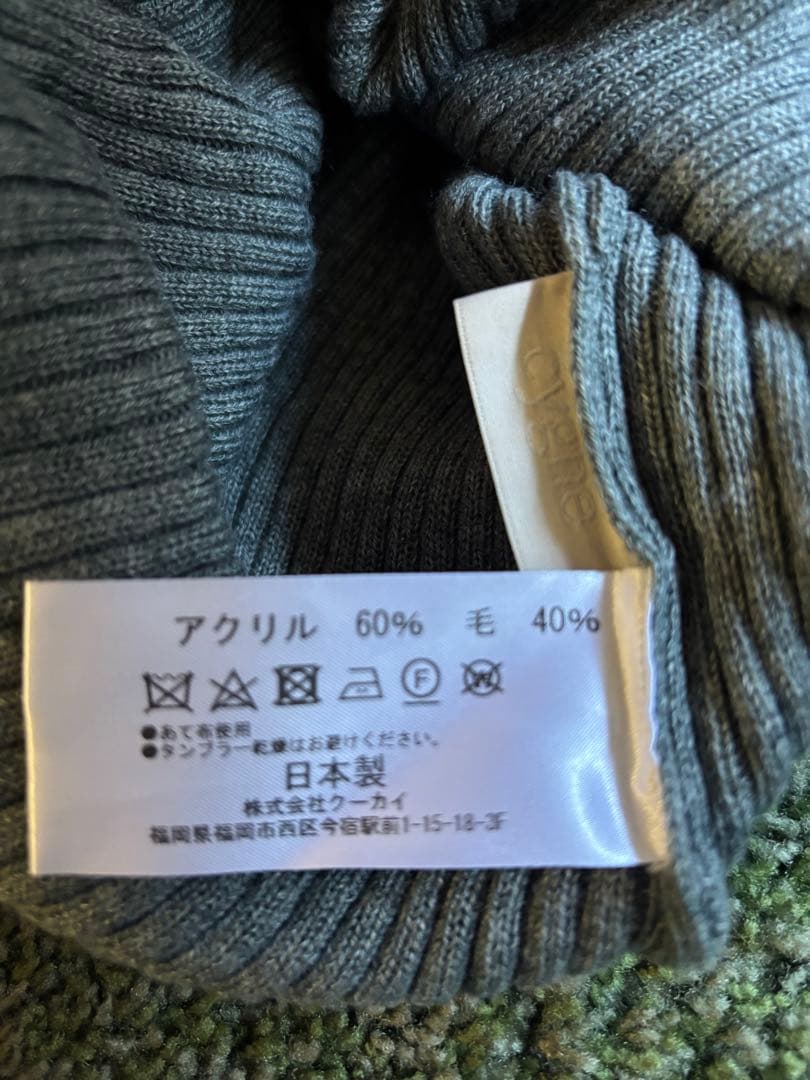 アクリル 60% 毛 40%
F W
●あて布使用
●タンブラー乾燥はお避けください。
日本製
株式会社クーカイ
福岡県福岡市西区今宿駅前1-15-18-3F